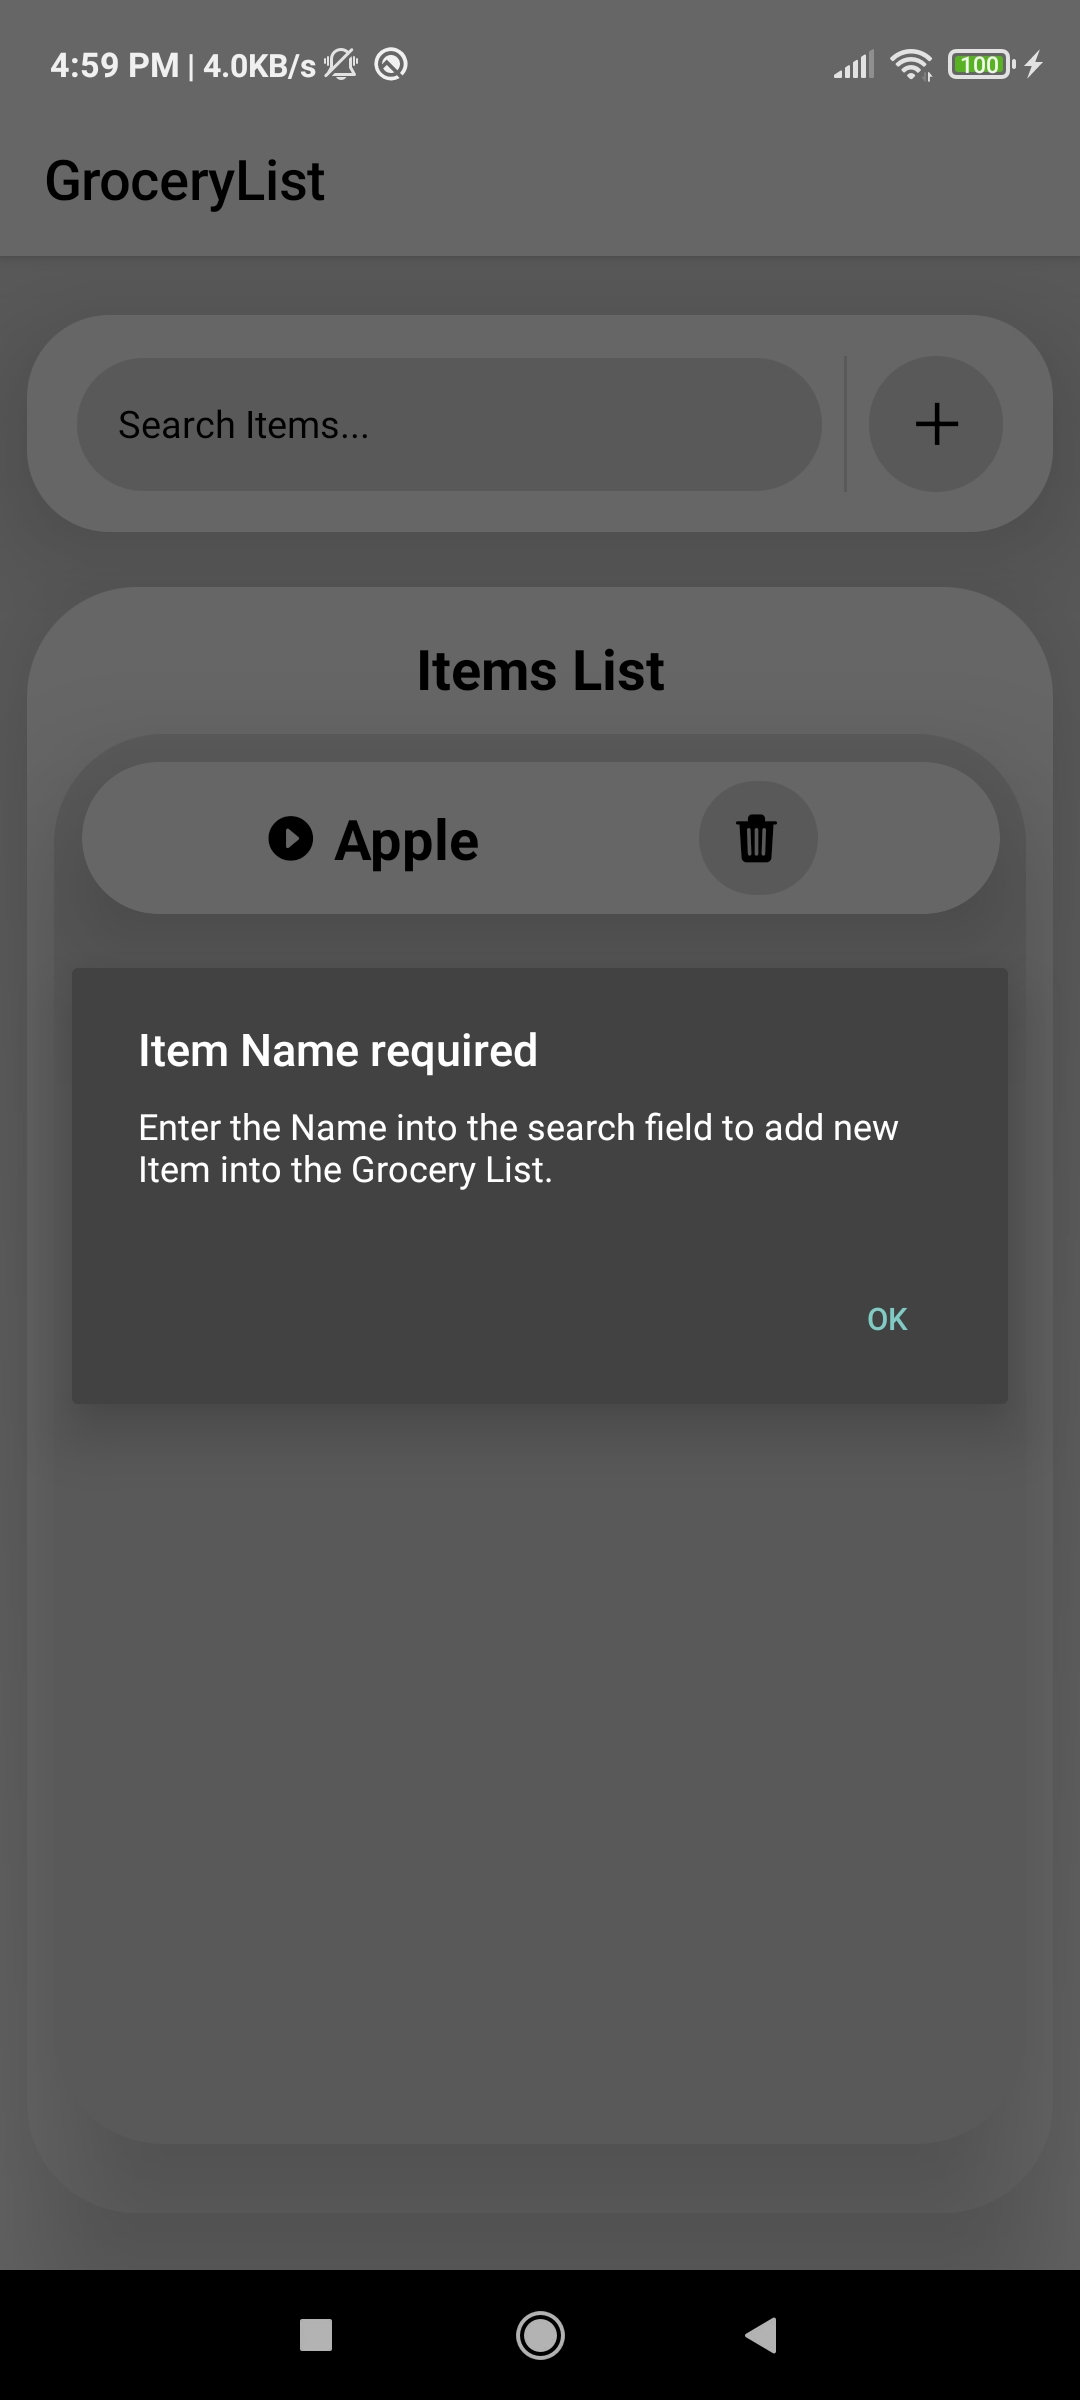 4:59 PM | 4.0KB/s
100
GroceryList
Search Items...
Items List
Apple
Item Name required
Enter the Name into the search field to add new
Item into the Grocery List.
OK